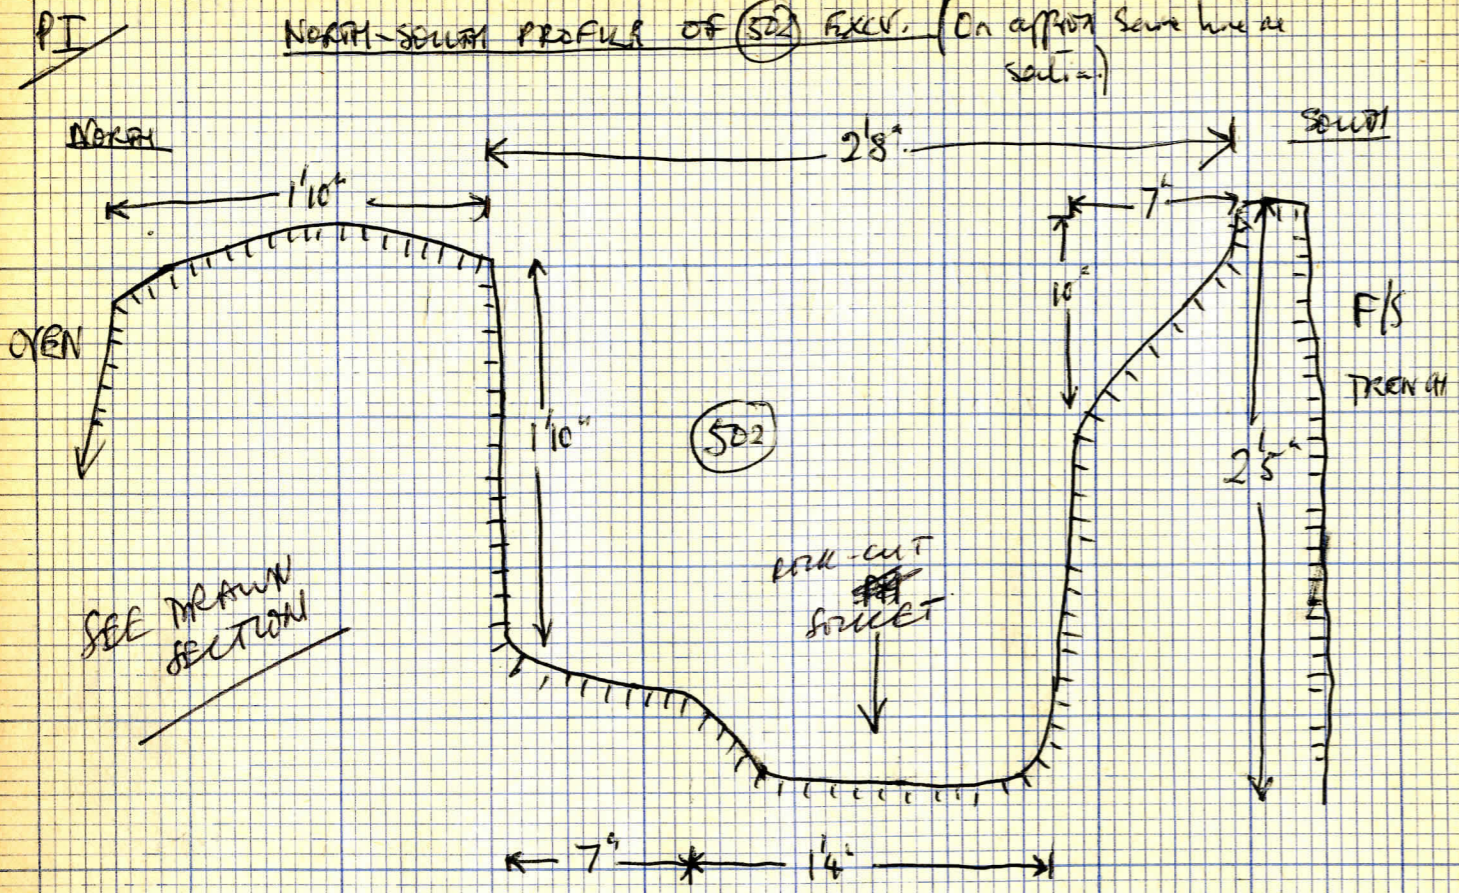 PI
NORTH-SOUTH PROFILE OF 502 EXCV. (On approx same line as
section)
NORTH
SOUTH
2'8"
1'10"
7"
10"
OVEN
F/S
TRENCH
1'10"
502
2'5"
ROCK-CUT
SOCKET
SEE DRAWN
SECTION
7"
1'4"